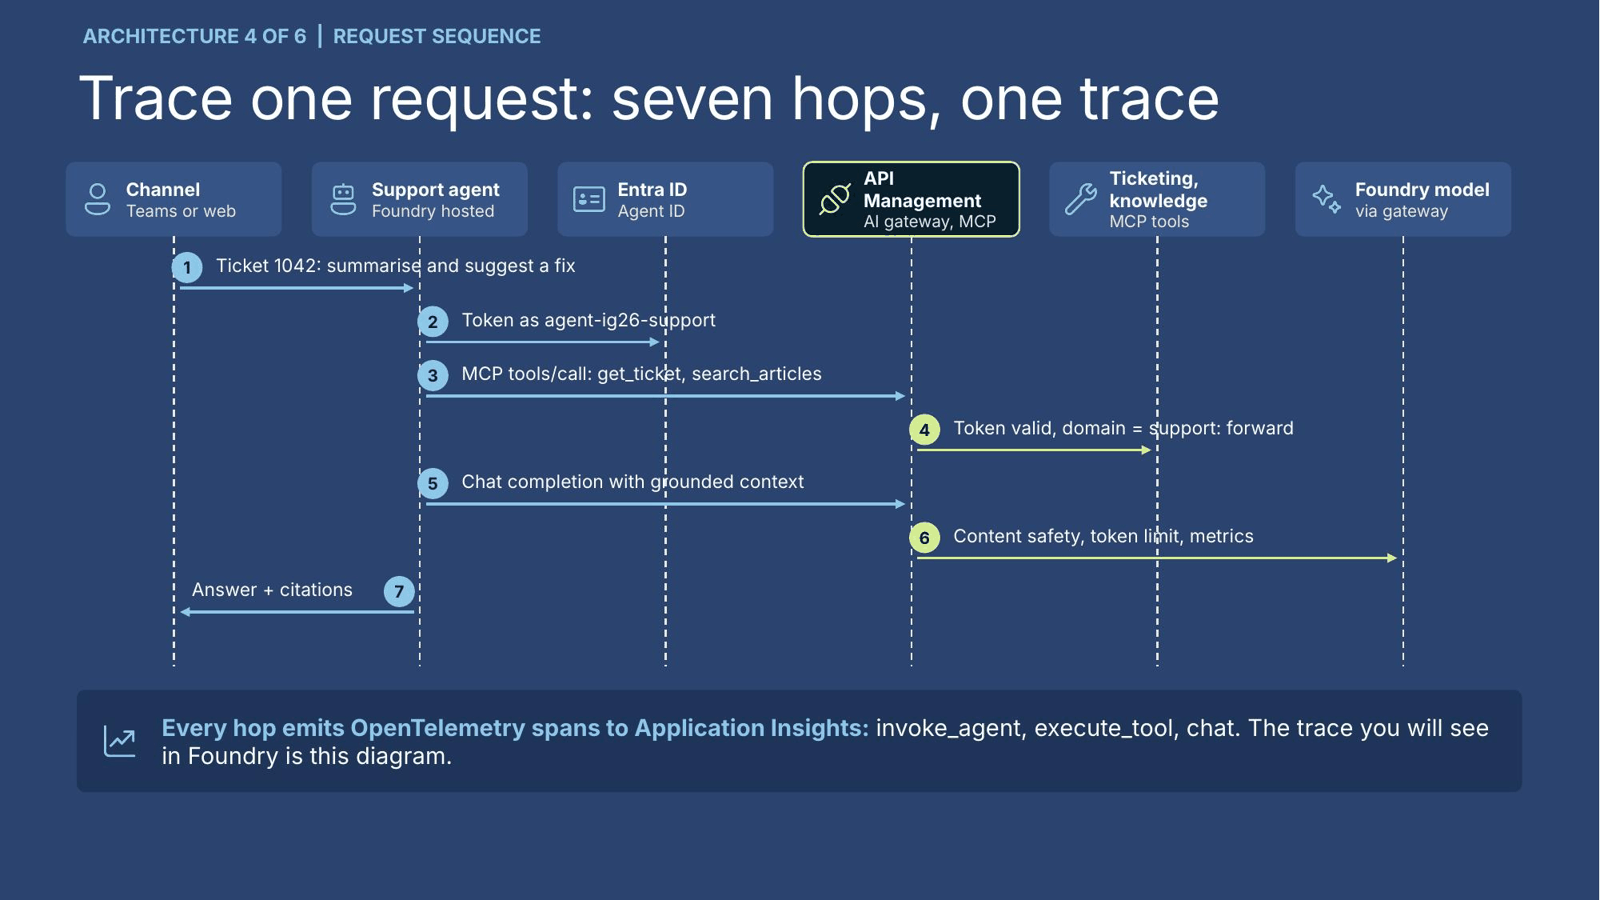 ARCHITECTURE 4 OF 6 | REQUEST SEQUENCE
Trace one request: seven hops, one trace
Channel
Teams or web
Support agent
Foundry hosted
Entra ID
Agent ID
API
Management
AI gateway, MCP
Ticketing,
knowledge
MCP tools
Foundry model
via gateway
1 Ticket 1042: summarise and suggest a fix
2 Token as agent-ig26-support
3 MCP tools/call: get_ticket, search_articles
4 Token valid, domain = support: forward
5 Chat completion with grounded context
6 Content safety, token limit, metrics
Answer + citations 7
Every hop emits OpenTelemetry spans to Application Insights: invoke_agent, execute_tool, chat. The trace you will see
in Foundry is this diagram.